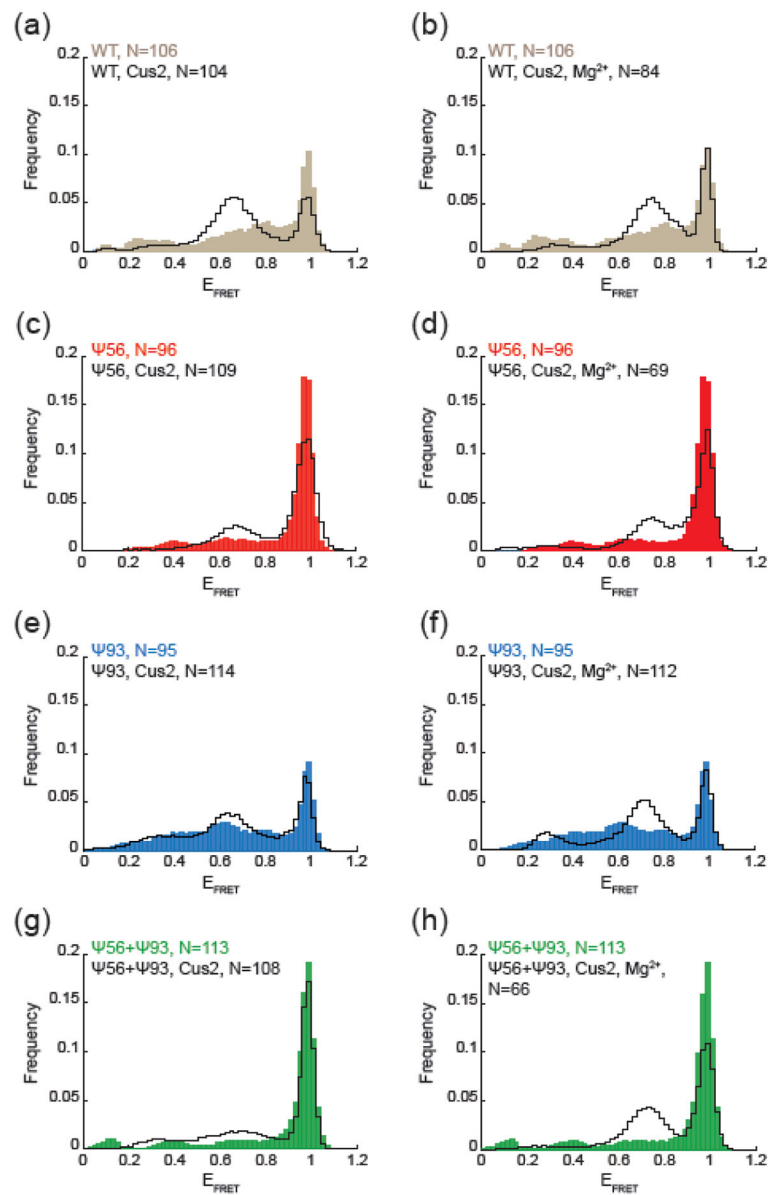 (a)
WT, N=106
WT, Cus2, N=104
Frequency
0.2
0.15
0.1
0.05
0
0 0.2 0.4 0.6 0.8 1 1.2
E_FRET
(b)
WT, N=106
WT, Cus2, Mg²⁺, N=84
Frequency
0.2
0.15
0.1
0.05
0
0 0.2 0.4 0.6 0.8 1 1.2
E_FRET
(c)
Ψ56, N=96
Ψ56, Cus2, N=109
Frequency
0.2
0.15
0.1
0.05
0
0 0.2 0.4 0.6 0.8 1 1.2
E_FRET
(d)
Ψ56, N=96
Ψ56, Cus2, Mg²⁺, N=69
Frequency
0.2
0.15
0.1
0.05
0
0 0.2 0.4 0.6 0.8 1 1.2
E_FRET
(e)
Ψ93, N=95
Ψ93, Cus2, N=114
Frequency
0.2
0.15
0.1
0.05
0
0 0.2 0.4 0.6 0.8 1 1.2
E_FRET
(f)
Ψ93, N=95
Ψ93, Cus2, Mg²⁺, N=112
Frequency
0.2
0.15
0.1
0.05
0
0 0.2 0.4 0.6 0.8 1 1.2
E_FRET
(g)
Ψ56+Ψ93, N=113
Ψ56+Ψ93, Cus2, N=108
Frequency
0.2
0.15
0.1
0.05
0
0 0.2 0.4 0.6 0.8 1 1.2
E_FRET
(h)
Ψ56+Ψ93, N=113
Ψ56+Ψ93, Cus2, Mg²⁺,
N=66
Frequency
0.2
0.15
0.1
0.05
0
0 0.2 0.4 0.6 0.8 1 1.2
E_FRET